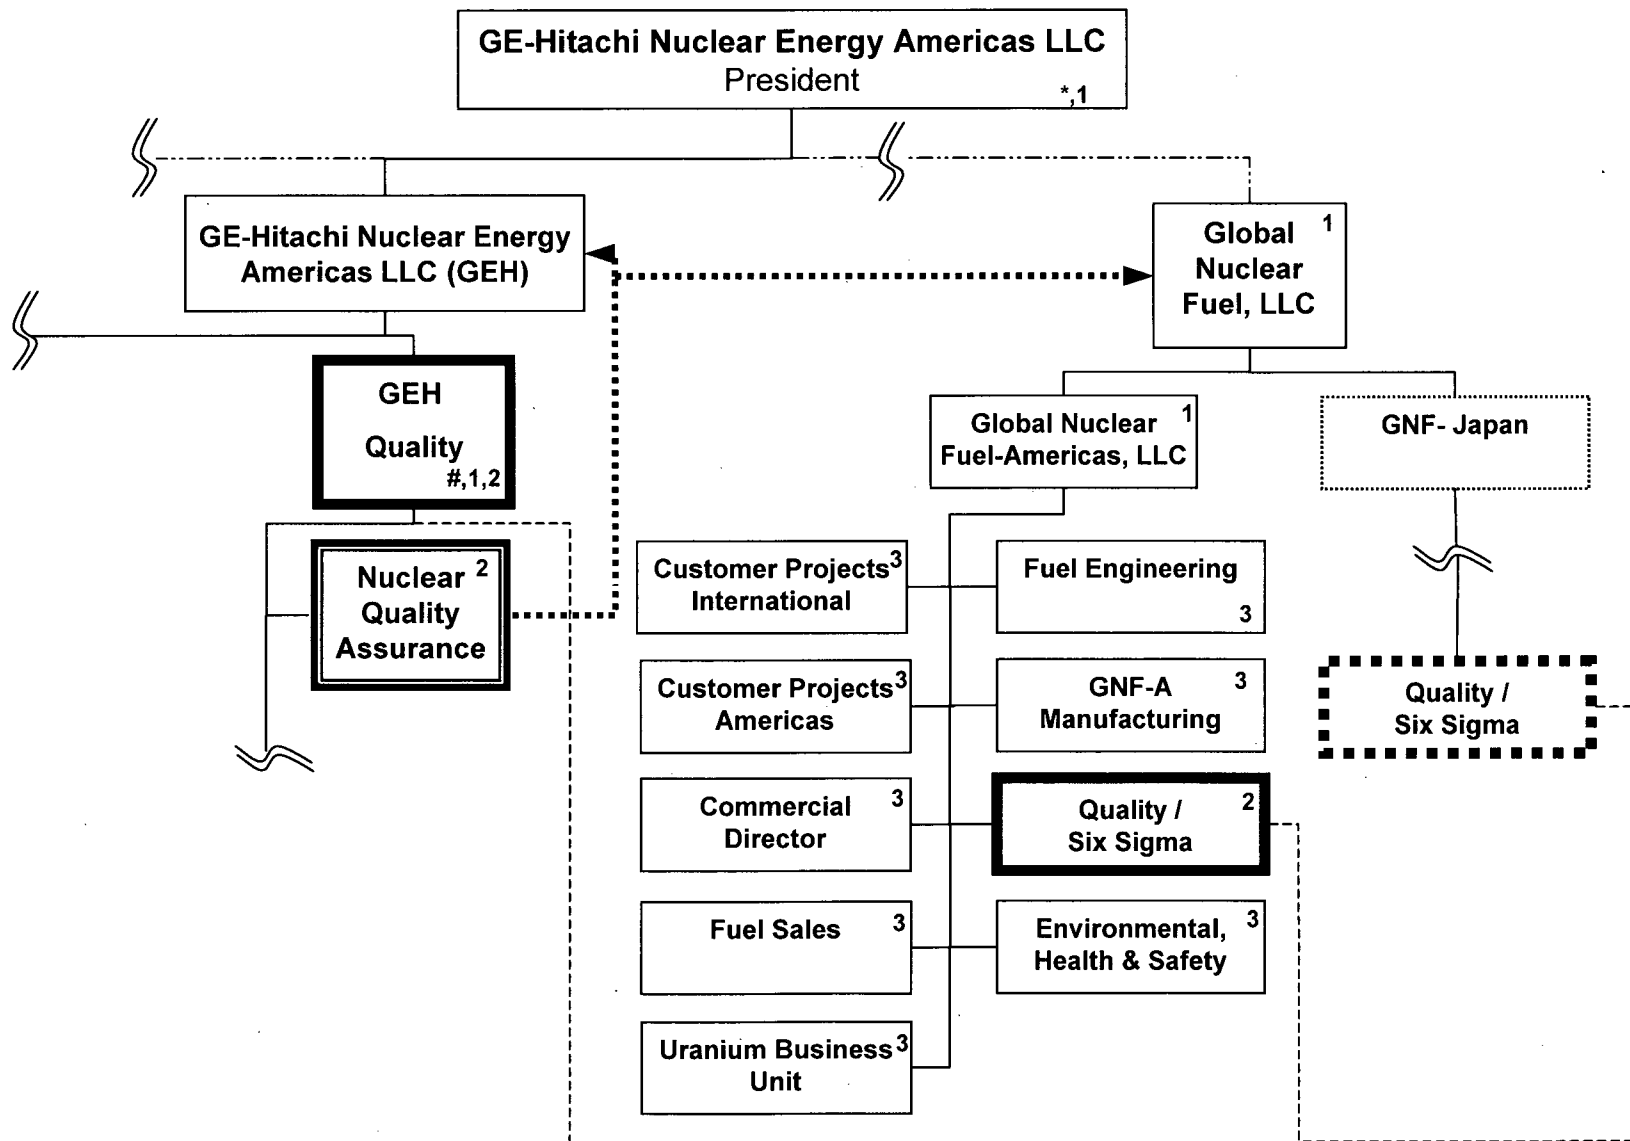 GE-Hitachi Nuclear Energy Americas LLC
President
*,1
GE-Hitachi Nuclear Energy
Americas LLC (GEH)
Global 1
Nuclear
Fuel, LLC
GEH
Quality
#,1,2
Global Nuclear 1
Fuel-Americas, LLC
GNF- Japan
Nuclear 2
Quality
Assurance
Customer Projects 3
International
Fuel Engineering
3
Customer Projects 3
Americas
GNF-A 3
Manufacturing
Quality /
Six Sigma
Commercial 3
Director
Quality / 2
Six Sigma
Fuel Sales 3
Environmental, 3
Health & Safety
Uranium Business 3
Unit